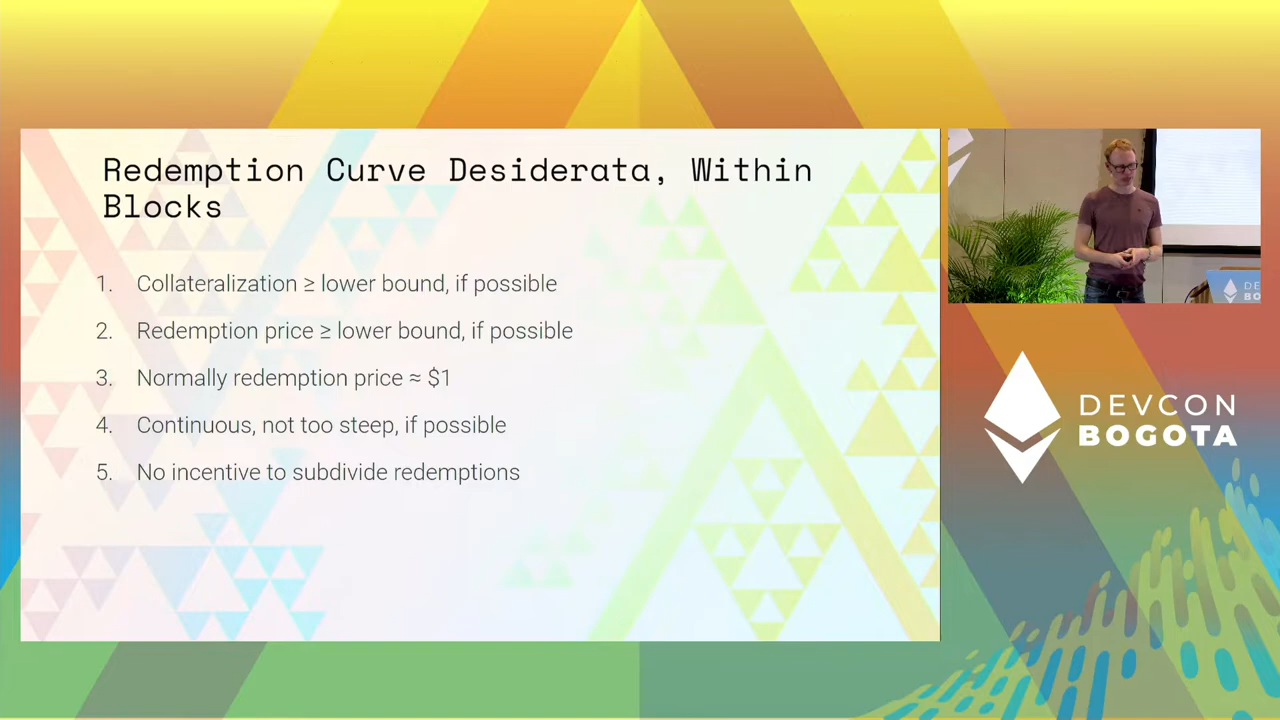 Redemption Curve Desiderata, Within
Blocks
1. Collateralization ≥ lower bound, if possible
2. Redemption price ≥ lower bound, if possible
3. Normally redemption price ≈ $1
4. Continuous, not too steep, if possible
5. No incentive to subdivide redemptions
DEVCON
BOGOTA
DE
BO